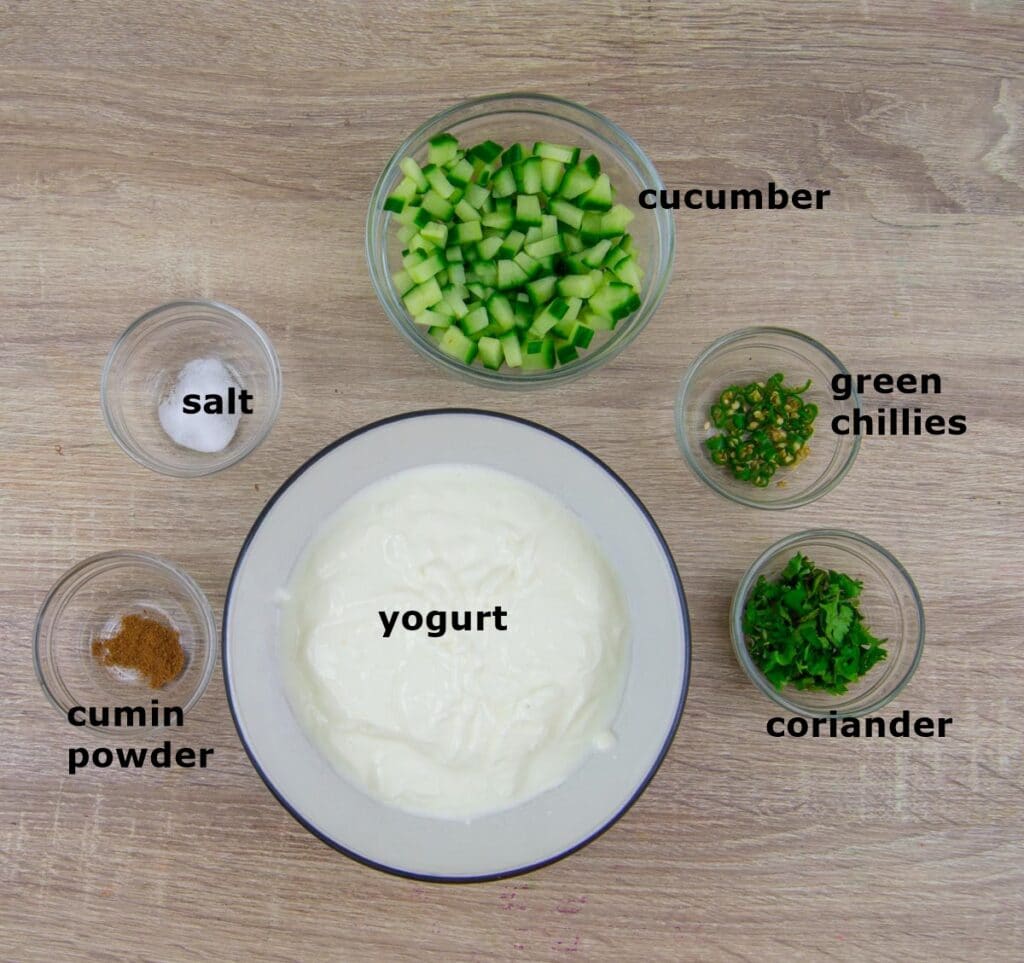 cucumber
green
chillies
salt
yogurt
cumin
powder
coriander